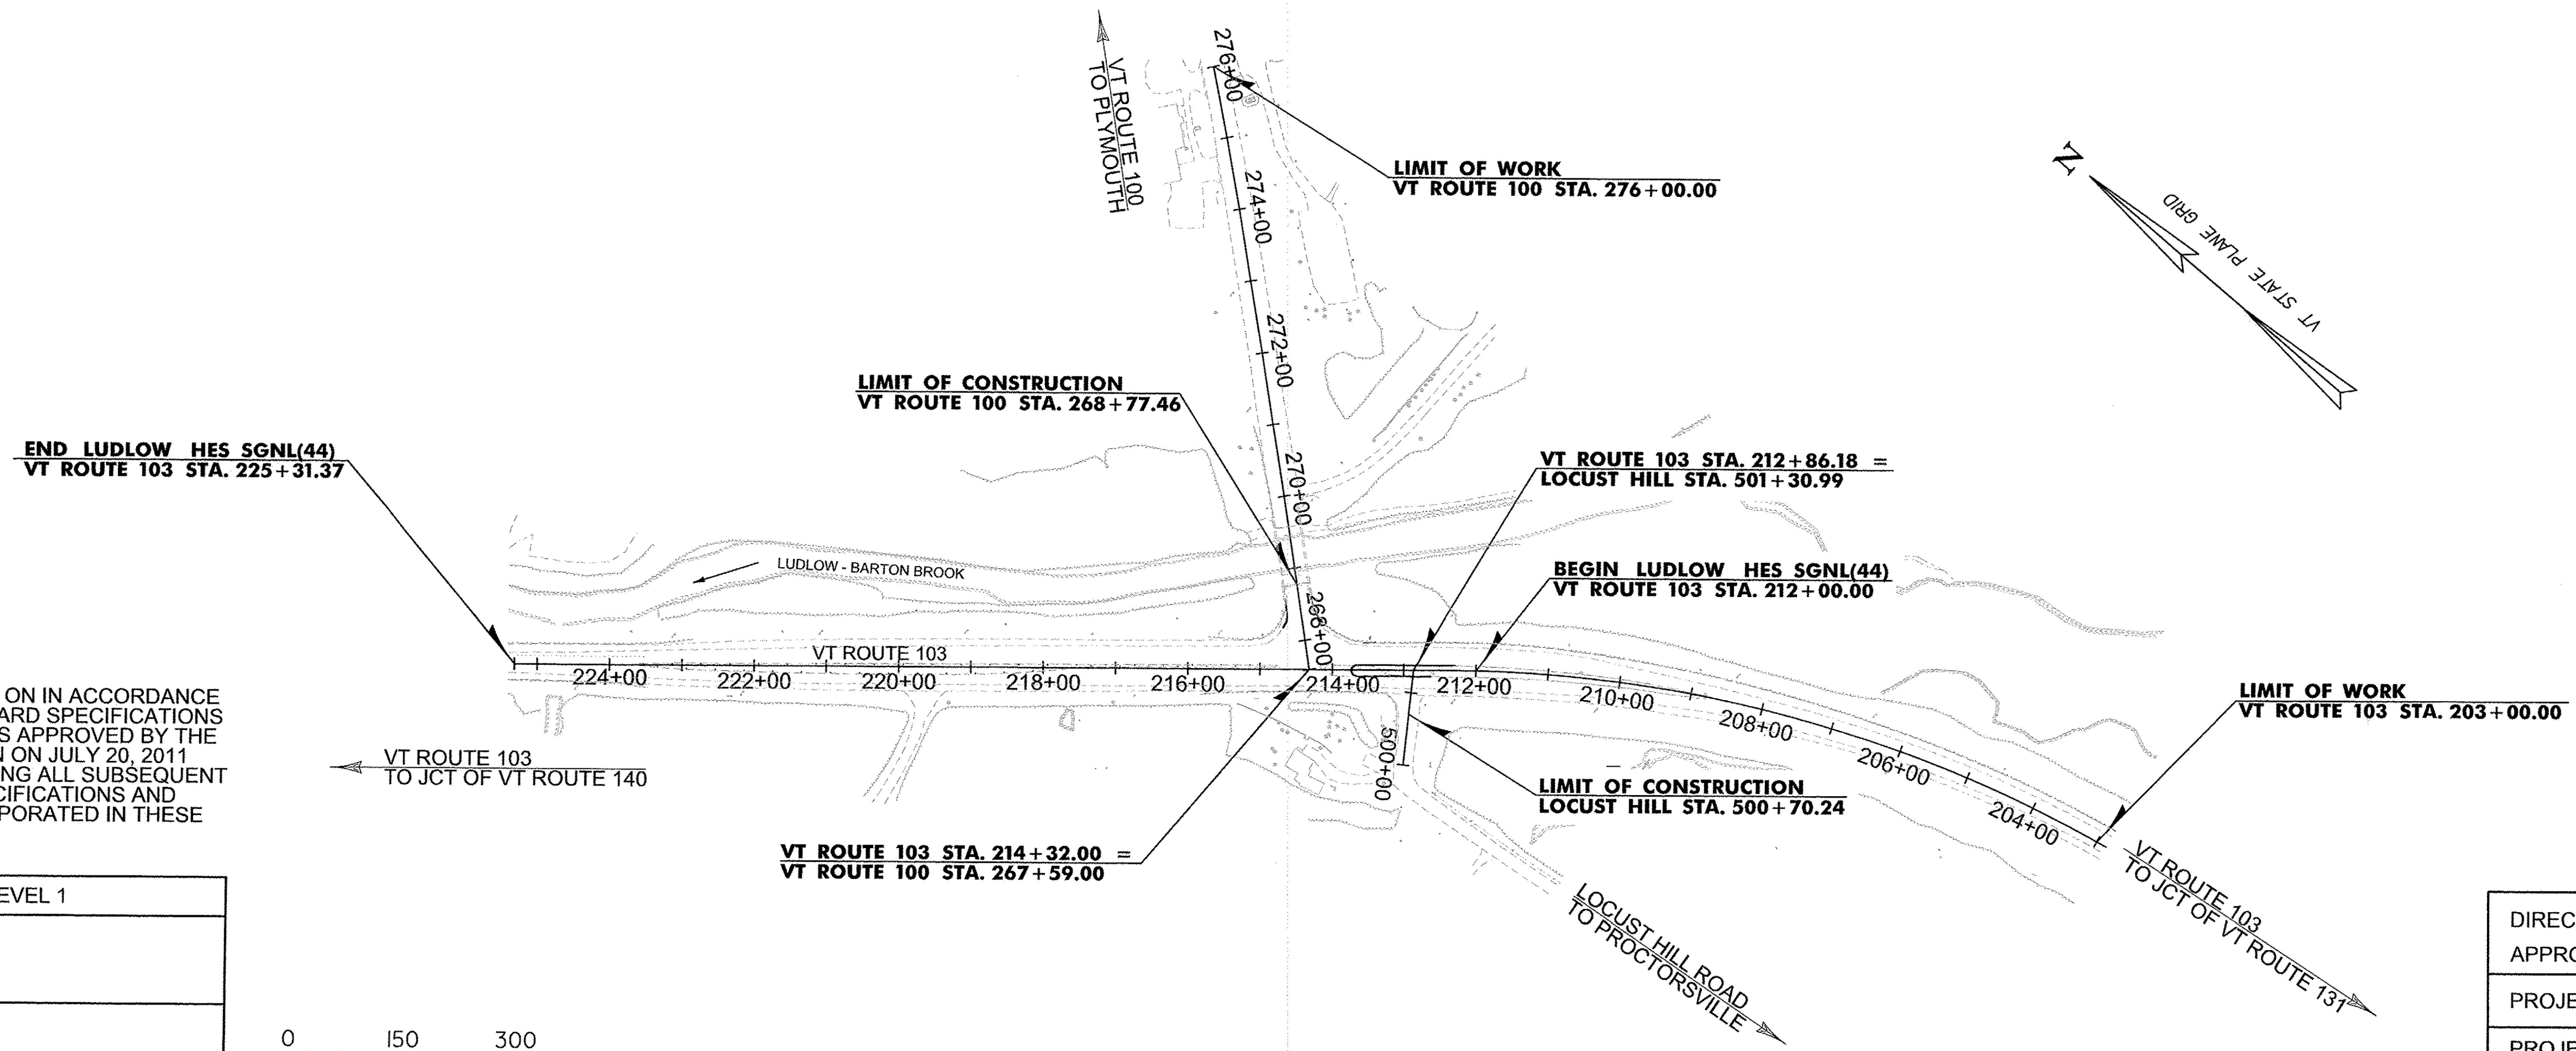 276+00
VT ROUTE 100
TO PLYMOUTH
LIMIT OF WORK
VT ROUTE 100 STA. 276+00.00
N
VT STATE PLANE GRID
274+00
272+00
LIMIT OF CONSTRUCTION
VT ROUTE 100 STA. 268+77.46
END LUDLOW HES SGNL(44)
VT ROUTE 103 STA. 225+31.37
270+00
VT ROUTE 103 STA. 212+86.18 =
LOCUST HILL STA. 501+30.99
LUDLOW - BARTON BROOK
BEGIN LUDLOW HES SGNL(44)
VT ROUTE 103 STA. 212+00.00
268+00
VT ROUTE 103
224+00
222+00
220+00
218+00
216+00
214+00
212+00
210+00
208+00
206+00
204+00
LIMIT OF WORK
VT ROUTE 103 STA. 203+00.00
ON IN ACCORDANCE
ARD SPECIFICATIONS
S APPROVED BY THE
N ON JULY 20, 2011
NG ALL SUBSEQUENT
CIFICATIONS AND
PORATED IN THESE
VT ROUTE 103
TO JCT OF VT ROUTE 140
500+00
LIMIT OF CONSTRUCTION
LOCUST HILL STA. 500+70.24
VT ROUTE 103 STA. 214+32.00 =
VT ROUTE 100 STA. 267+59.00
VT ROUTE 103
TO JCT OF VT ROUTE 131
LOCUST HILL ROAD
TO PROCTORSVILLE
EVEL 1
0 150 300
DIREC
APPRO
PROJE
PROJE